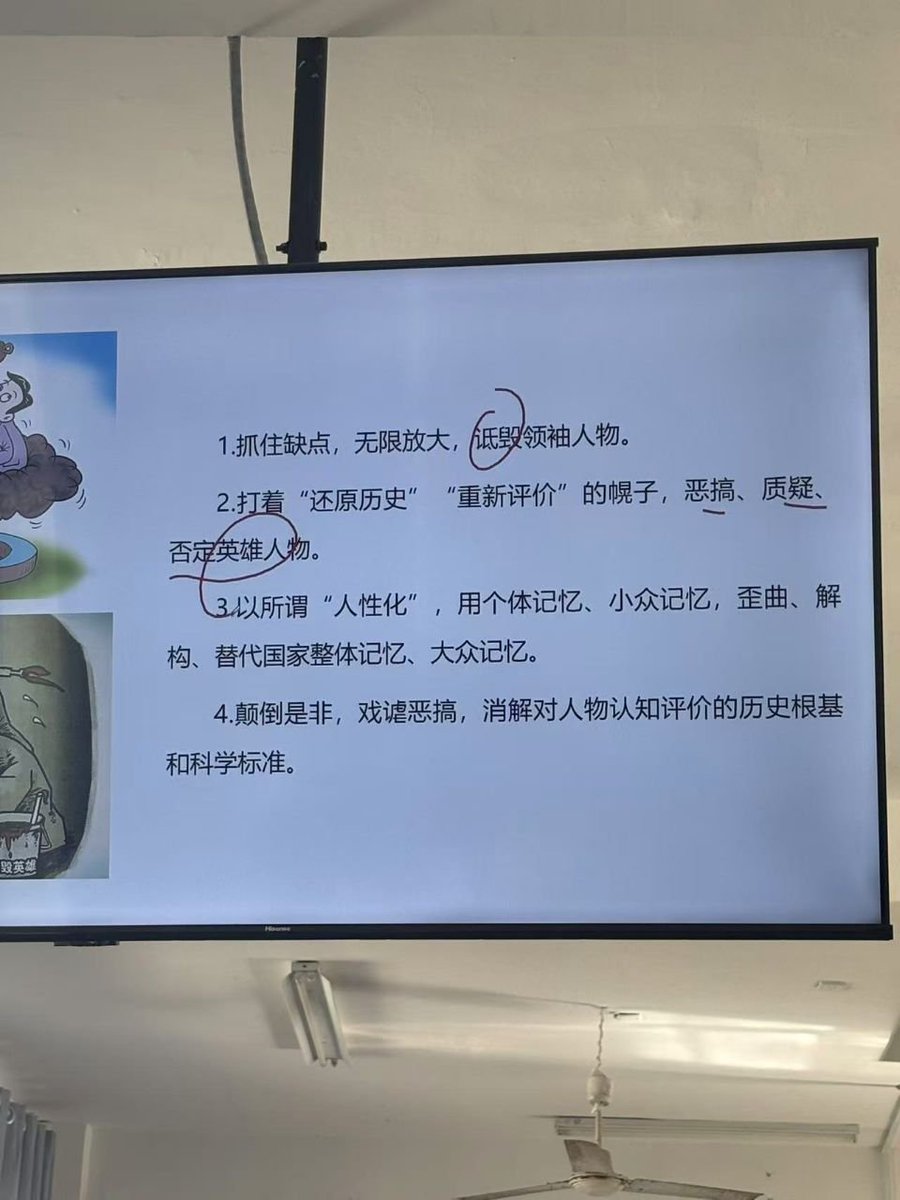 1.抓住缺点，无限放大，诋毁领袖人物。
2.打着“还原历史”“重新评价”的幌子，恶搞、质疑、
否定英雄人物。
3.以所谓“人性化”，用个体记忆、小众记忆，歪曲、解
构、替代国家整体记忆、大众记忆。
4.颠倒是非，戏谑恶搞，消解对人物认知评价的历史根基
和科学标准。
毁英雄
Hisense